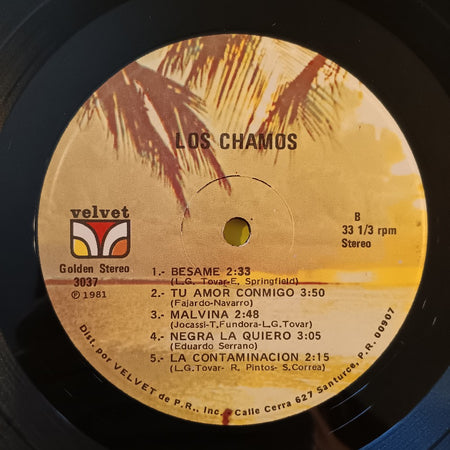 LOS CHAMOS
velvet
Golden Stereo
3037
℗ 1981
B
33 1/3 rpm
Stereo
1.- BESAME 2:33
(L.G. Tovar-E. Springfield)
2.- TU AMOR CONMIGO 3:50
(Fajardo-Navarro)
3.- MALVINA 2:48
(Jocassi-T.Fundora-L.G.Tovar)
4.- NEGRA LA QUIERO 3:05
(Eduardo Serrano)
5.- LA CONTAMINACION 2:15
(L.G.Tovar- R. Pintos- S.Correa)
Dist. por VELVET de P.R., Inc. - Calle Cerra 627 Santurce, P.R. 00907